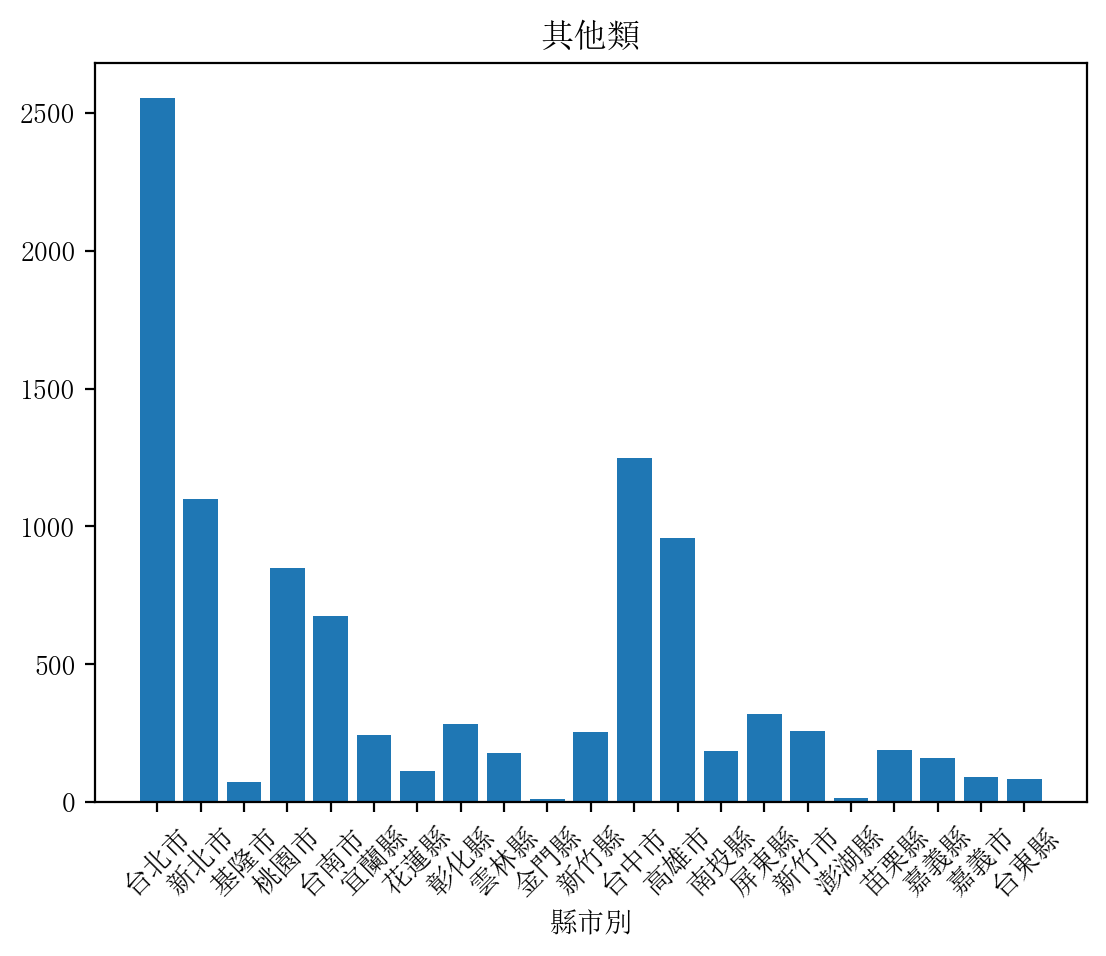 其他類
2500
2000
1500
1000
500
0
台北市
新北市
基隆市
桃園市
台南市
宜蘭縣
花蓮縣
彰化縣
雲林縣
金門縣
新竹縣
台中市
高雄市
南投縣
屏東縣
新竹市
澎湖縣
苗栗縣
嘉義縣
嘉義市
台東縣
縣市別